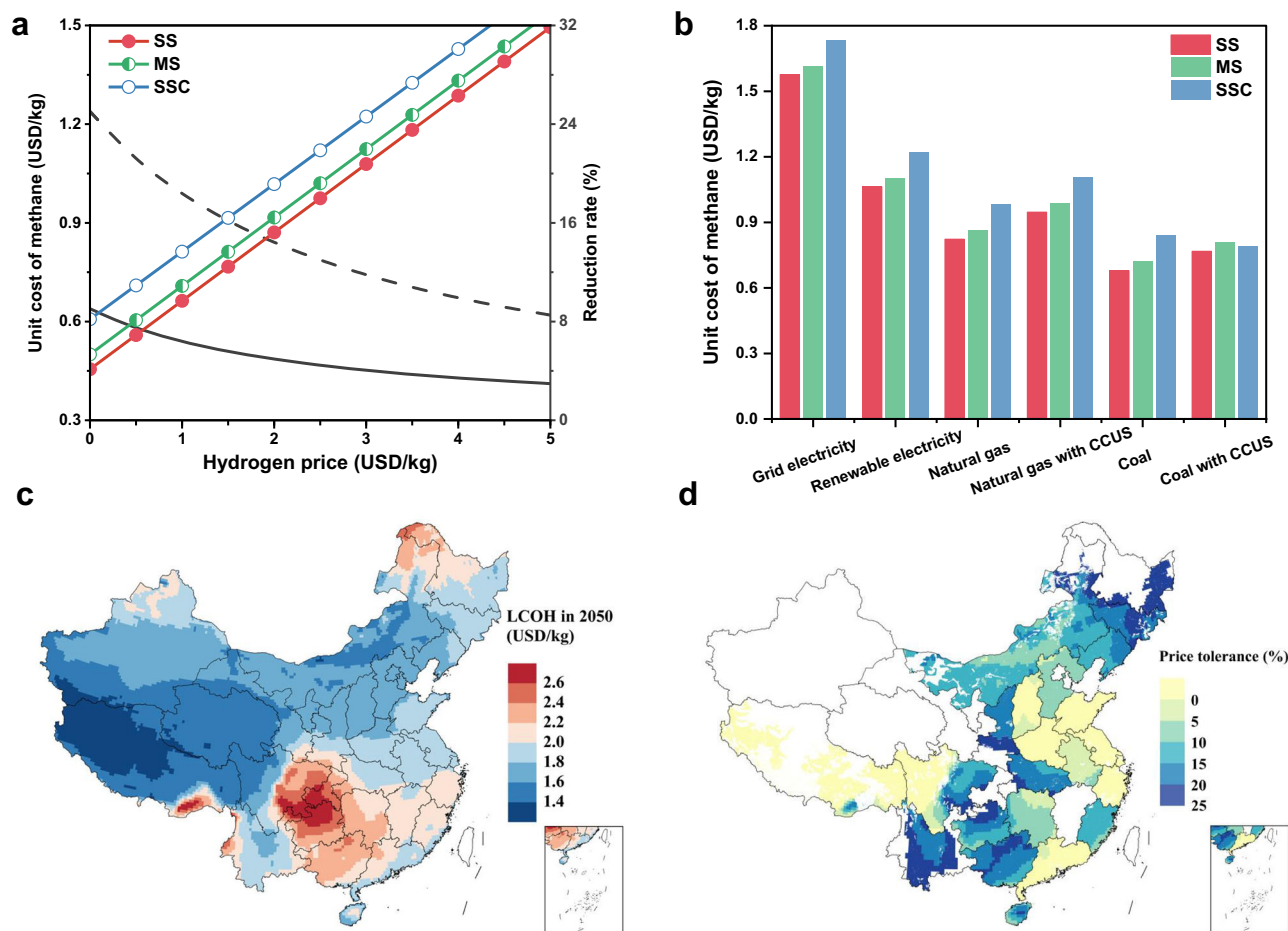 a
1.5
1.2
0.9
0.6
0.3
Unit cost of methane (USD/kg)
SS
MS
SSC
32
24
16
8
0
Reduction rate (%)
0
1
2
3
4
5
Hydrogen price (USD/kg)
b
1.8
1.5
1.2
0.9
0.6
0.3
0.0
Unit cost of methane (USD/kg)
SS
MS
SSC
Grid electricity
Renewable electricity
Natural gas
Natural gas with CCUS
Coal
Coal with CCUS
c
LCOH in 2050
(USD/kg)
2.6
2.4
2.2
2.0
1.8
1.6
1.4
d
Price tolerance (%)
0
5
10
15
20
25